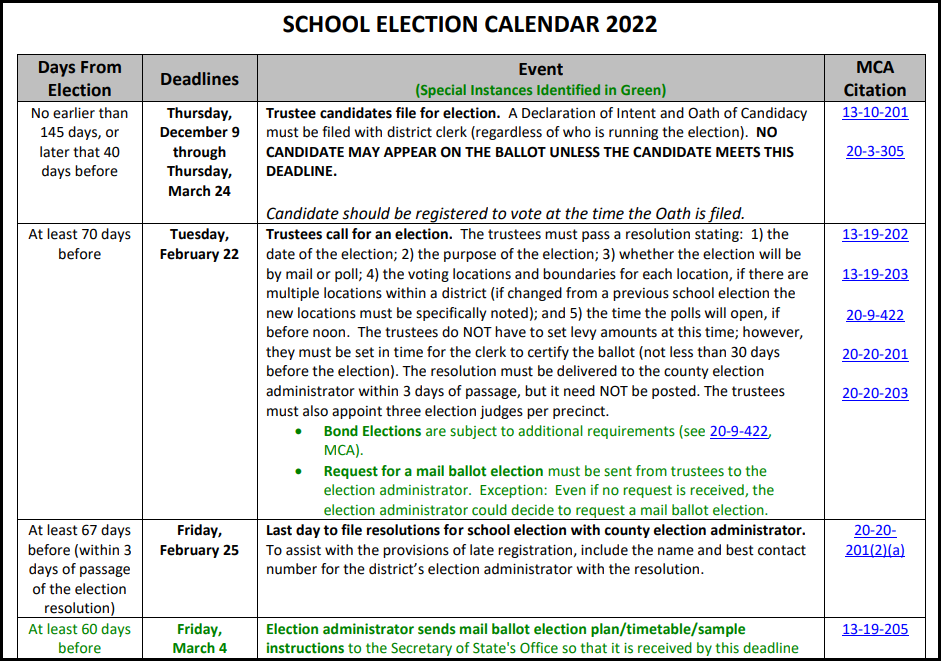 SCHOOL ELECTION CALENDAR 2022
Days From
Election
Deadlines
Event
(Special Instances Identified in Green)
MCA
Citation
No earlier than
145 days, or
later that 40
days before
Thursday,
December 9
through
Thursday,
March 24
Trustee candidates file for election. A Declaration of Intent and Oath of Candidacy
must be filed with district clerk (regardless of who is running the election). NO
CANDIDATE MAY APPEAR ON THE BALLOT UNLESS THE CANDIDATE MEETS THIS
DEADLINE.
Candidate should be registered to vote at the time the Oath is filed.
13-10-201
20-3-305
At least 70 days
before
Tuesday,
February 22
Trustees call for an election. The trustees must pass a resolution stating: 1) the
date of the election; 2) the purpose of the election; 3) whether the election will be
by mail or poll; 4) the voting locations and boundaries for each location, if there are
multiple locations within a district (if changed from a previous school election the
new locations must be specifically noted); and 5) the time the polls will open, if
before noon. The trustees do NOT have to set levy amounts at this time; however,
they must be set in time for the clerk to certify the ballot (not less than 30 days
before the election). The resolution must be delivered to the county election
administrator within 3 days of passage, but it need NOT be posted. The trustees
must also appoint three election judges per precinct.
• Bond Elections are subject to additional requirements (see 20-9-422,
MCA).
• Request for a mail ballot election must be sent from trustees to the
election administrator. Exception: Even if no request is received, the
election administrator could decide to request a mail ballot election.
13-19-202
13-19-203
20-9-422
20-20-201
20-20-203
At least 67 days
before (within 3
days of passage
of the election
resolution)
Friday,
February 25
Last day to file resolutions for school election with county election administrator.
To assist with the provisions of late registration, include the name and best contact
number for the district's election administrator with the resolution.
20-20-
201(2)(a)
At least 60 days
before
Friday,
March 4
Election administrator sends mail ballot election plan/timetable/sample
instructions to the Secretary of State's Office so that it is received by this deadline
13-19-205